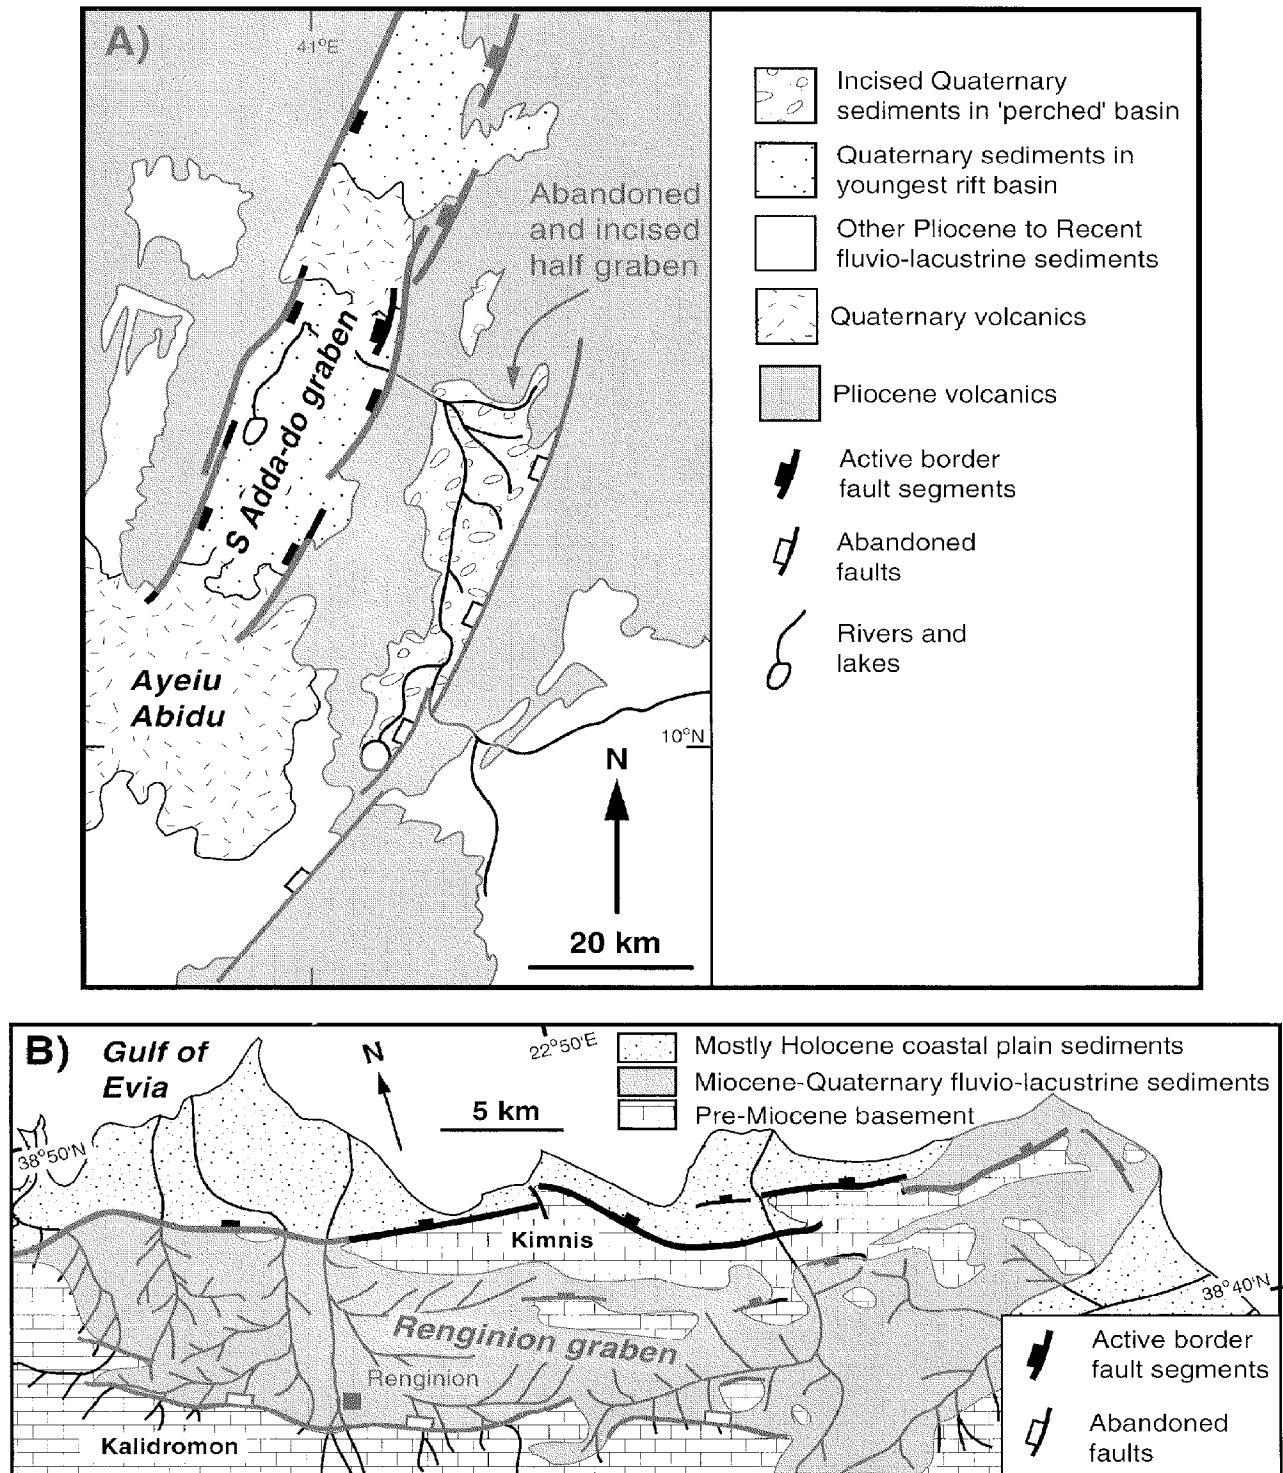 A)
41°E
Abandoned
and incised
half graben
S Adda-do graben
?
?
Ayeiu
Abidu
10°N
N
20 km
Incised Quaternary
sediments in 'perched' basin
Quaternary sediments in
youngest rift basin
Other Pliocene to Recent
fluvio-lacustrine sediments
Quaternary volcanics
Pliocene volcanics
Active border
fault segments
Abandoned
faults
Rivers and
lakes
B)
Gulf of
Evia
N
5 km
22°50'E
Mostly Holocene coastal plain sediments
Miocene-Quaternary fluvio-lacustrine sediments
Pre-Miocene basement
38°50'N
Kimnis
38°40'N
Renginion graben
Renginion
Kalidromon
Active border
fault segments
Abandoned
faults